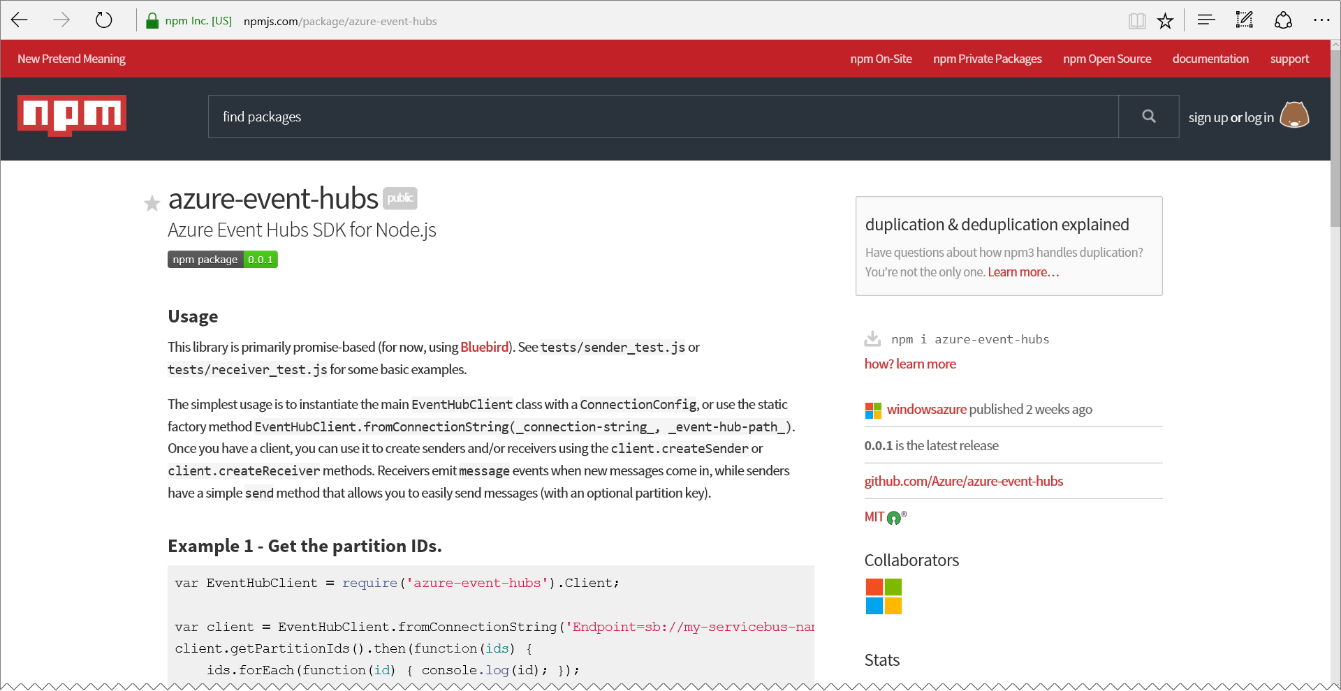 npm Inc. [US] npmjs.com/package/azure-event-hubs
New Pretend Meaning npm On-Site npm Private Packages npm Open Source documentation support
npm find packages sign up or log in
azure-event-hubs public
Azure Event Hubs SDK for Node.js
npm package 0.0.1
Usage
This library is primarily promise-based (for now, using Bluebird). See tests/sender_test.js or
tests/receiver_test.js for some basic examples.
The simplest usage is to instantiate the main EventHubClient class with a ConnectionConfig, or use the static
factory method EventHubClient.fromConnectionString(_connection-string_, _event-hub-path_).
Once you have a client, you can use it to create senders and/or receivers using the client.createSender or
client.createReceiver methods. Receivers emit message events when new messages come in, while senders
have a simple send method that allows you to easily send messages (with an optional partition key).
Example 1 - Get the partition IDs.
var EventHubClient = require('azure-event-hubs').Client;
var client = EventHubClient.fromConnectionString('Endpoint=sb://my-servicebus-nam
client.getPartitionIds().then(function(ids) {
ids.forEach(function(id) { console.log(id); });
duplication & deduplication explained
Have questions about how npm3 handles duplication?
You're not the only one. Learn more…
npm i azure-event-hubs
how? learn more
windowsazure published 2 weeks ago
0.0.1 is the latest release
github.com/Azure/azure-event-hubs
MIT ®
Collaborators
Stats